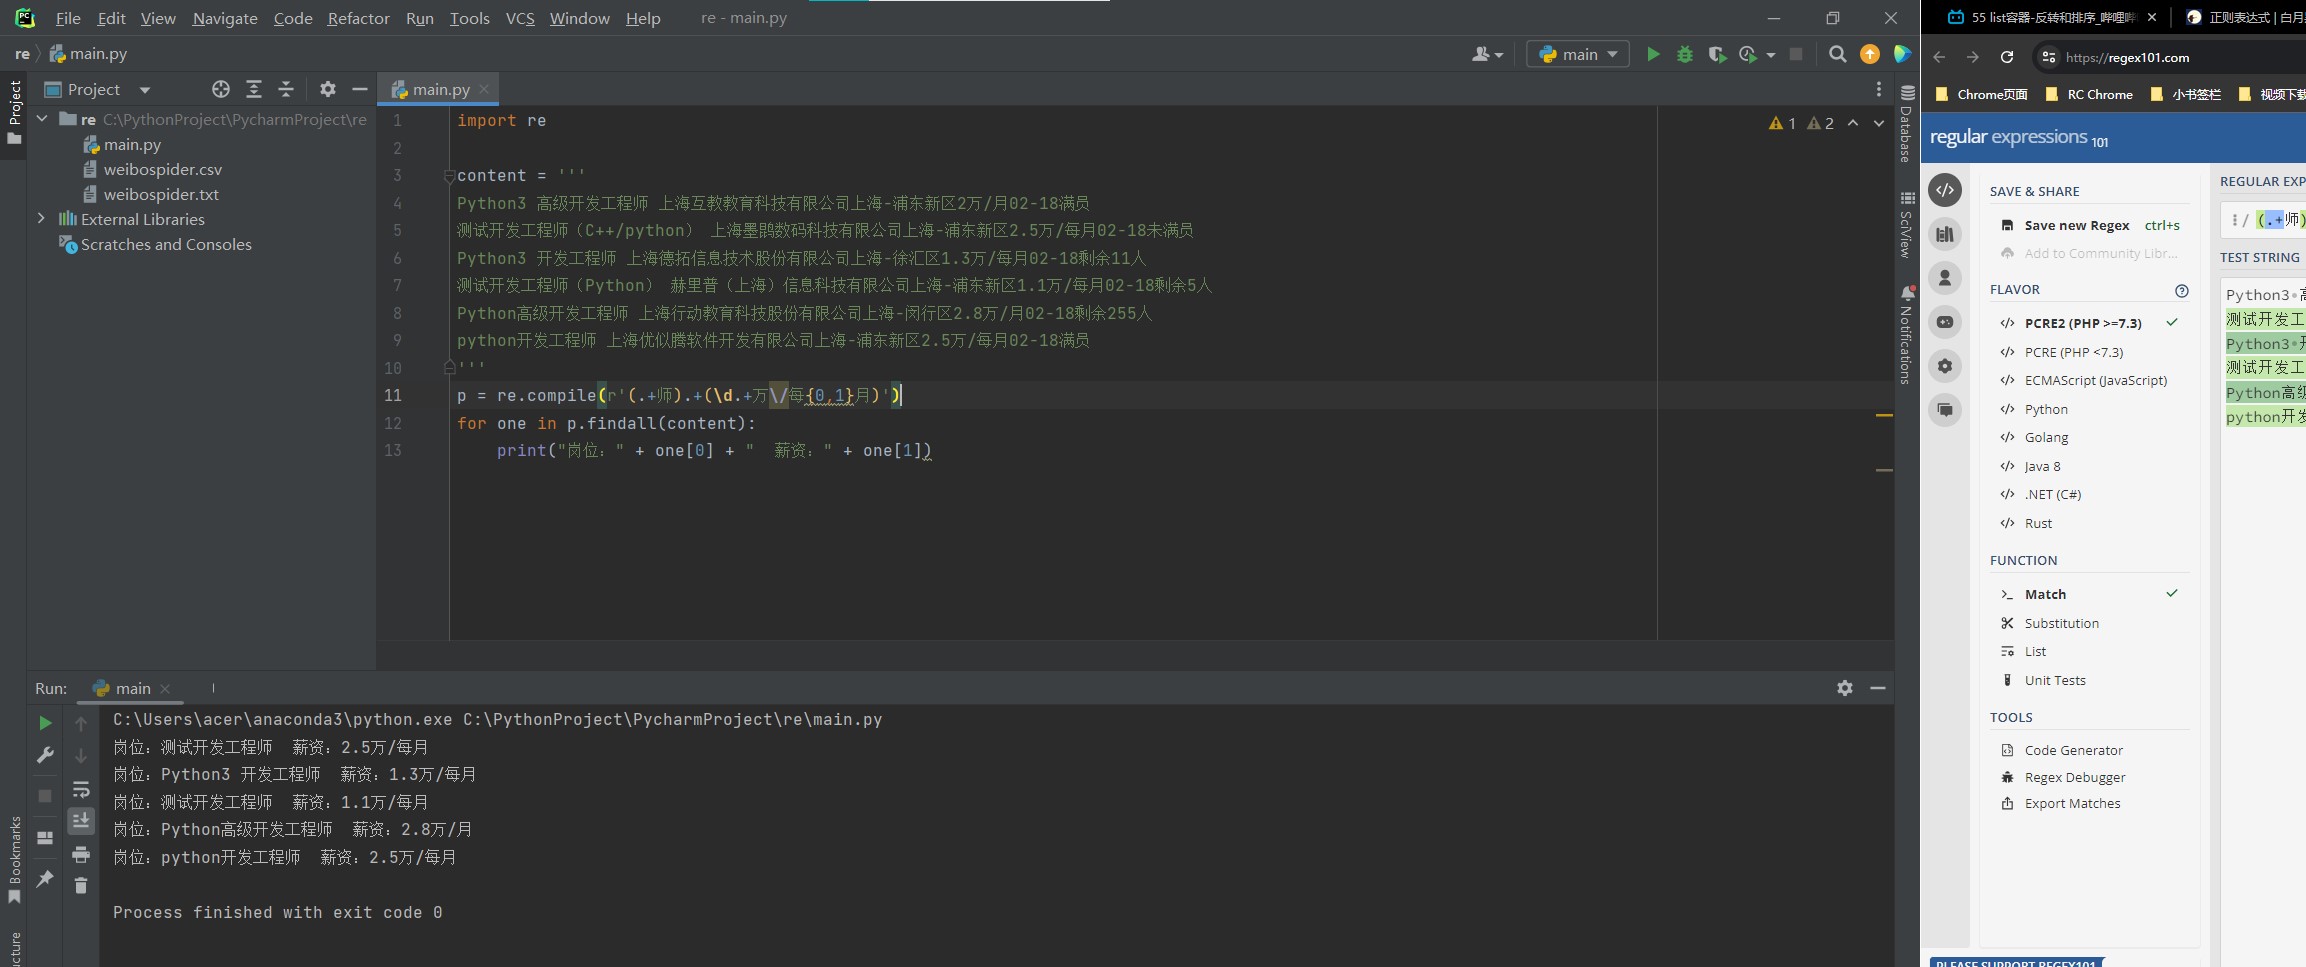 File Edit View Navigate Code Refactor Run Tools VCS Window Help re - main.py
re main.py
main
Project
main.py
re C:\PythonProject\PycharmProject\re
main.py
weibospider.csv
weibospider.txt
External Libraries
Scratches and Consoles
Project
Bookmarks
1 import re
2
3 content = '''
4 Python3 高级开发工程师 上海互教教育科技有限公司上海-浦东新区2万/月02-18满员
5 测试开发工程师（C++/python） 上海墨鹍数码科技有限公司上海-浦东新区2.5万/每月02-18未满员
6 Python3 开发工程师 上海德拓信息技术股份有限公司上海-徐汇区1.3万/每月02-18剩余11人
7 测试开发工程师（Python） 赫里普（上海）信息科技有限公司上海-浦东新区1.1万/每月02-18剩余5人
8 Python高级开发工程师 上海行动教育科技股份有限公司上海-闵行区2.8万/月02-18剩余255人
9 python开发工程师 上海优似腾软件开发有限公司上海-浦东新区2.5万/每月02-18满员
10 '''
11 p = re.compile(r'(.+师).+(\d.+万\/每{0,1}月)')
12 for one in p.findall(content):
13 print("岗位：" + one[0] + "  薪资：" + one[1])
1 2
Database
SciView
Notifications
Run: main
C:\Users\acer\anaconda3\python.exe C:\PythonProject\PycharmProject\re\main.py
岗位：测试开发工程师  薪资：2.5万/每月
岗位：Python3 开发工程师  薪资：1.3万/每月
岗位：测试开发工程师  薪资：1.1万/每月
岗位：Python高级开发工程师  薪资：2.8万/月
岗位：python开发工程师  薪资：2.5万/每月
Process finished with exit code 0
55 list容器-反转和排序_哔哩哔 正则表达式 | 白月
https://regex101.com
Chrome页面 RC Chrome 小书签栏 视频下载
regular expressions 101
SAVE & SHARE
Save new Regex ctrl+s
Add to Community Libr...
FLAVOR
PCRE2 (PHP >=7.3)
PCRE (PHP <7.3)
ECMAScript (JavaScript)
Python
Golang
Java 8
.NET (C#)
Rust
FUNCTION
Match
Substitution
List
Unit Tests
TOOLS
Code Generator
Regex Debugger
Export Matches
PLEASE SUPPORT REGEX101
REGULAR EXP
/ (.+师)
TEST STRING
Python3 高
测试开发工
Python3 开
测试开发工
Python高级
python开发